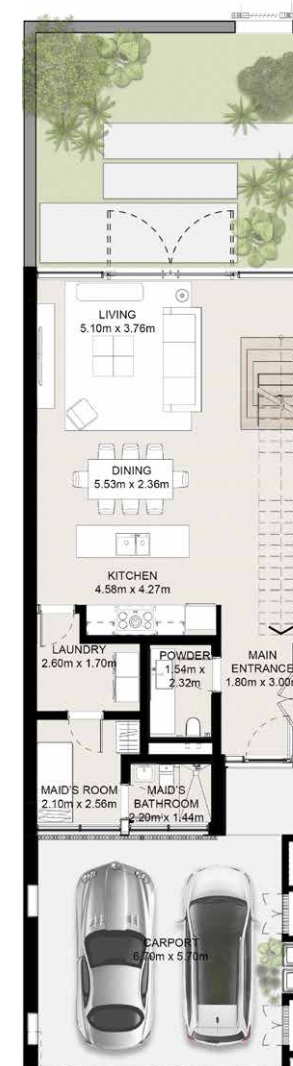 LIVING
5.10m x 3.76m
DINING
5.53m x 2.36m
KITCHEN
4.58m x 4.27m
LAUNDRY
2.60m x 1.70m
POWDER
1.54m x
2.32m
MAIN
ENTRANCE
1.80m x 3.00m
MAID'S ROOM
2.10m x 2.56m
MAID'S
BATHROOM
2.20m x 1.44m
CARPORT
6.70m x 5.70m